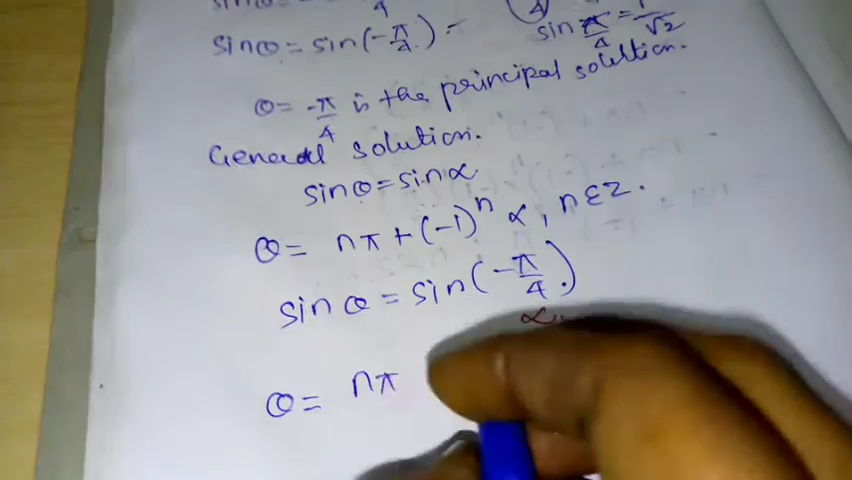 sinθ = sin(-π/4) =
sin π/4 = 1/√2
θ = -π/4 is the principal solution.
General solution.
sinθ = sinα
θ = nπ + (-1)^n α, n ∈ Z.
sin θ = sin(-π/4)
α
θ = nπ